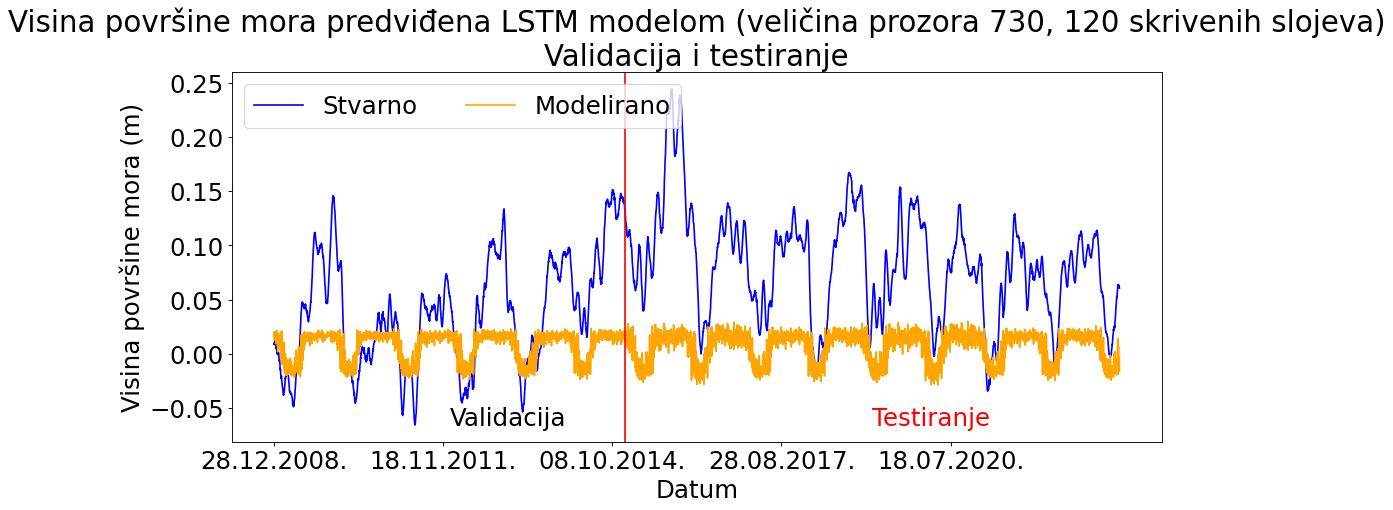 Visina površine mora predviđena LSTM modelom (veličina prozora 730, 120 skrivenih slojeva)
Validacija i testiranje
Stvarno
Modelirano
Visina površine mora (m)
0.25
0.20
0.15
0.10
0.05
0.00
−0.05
Validacija
Testiranje
28.12.2008.
18.11.2011.
08.10.2014.
28.08.2017.
18.07.2020.
Datum